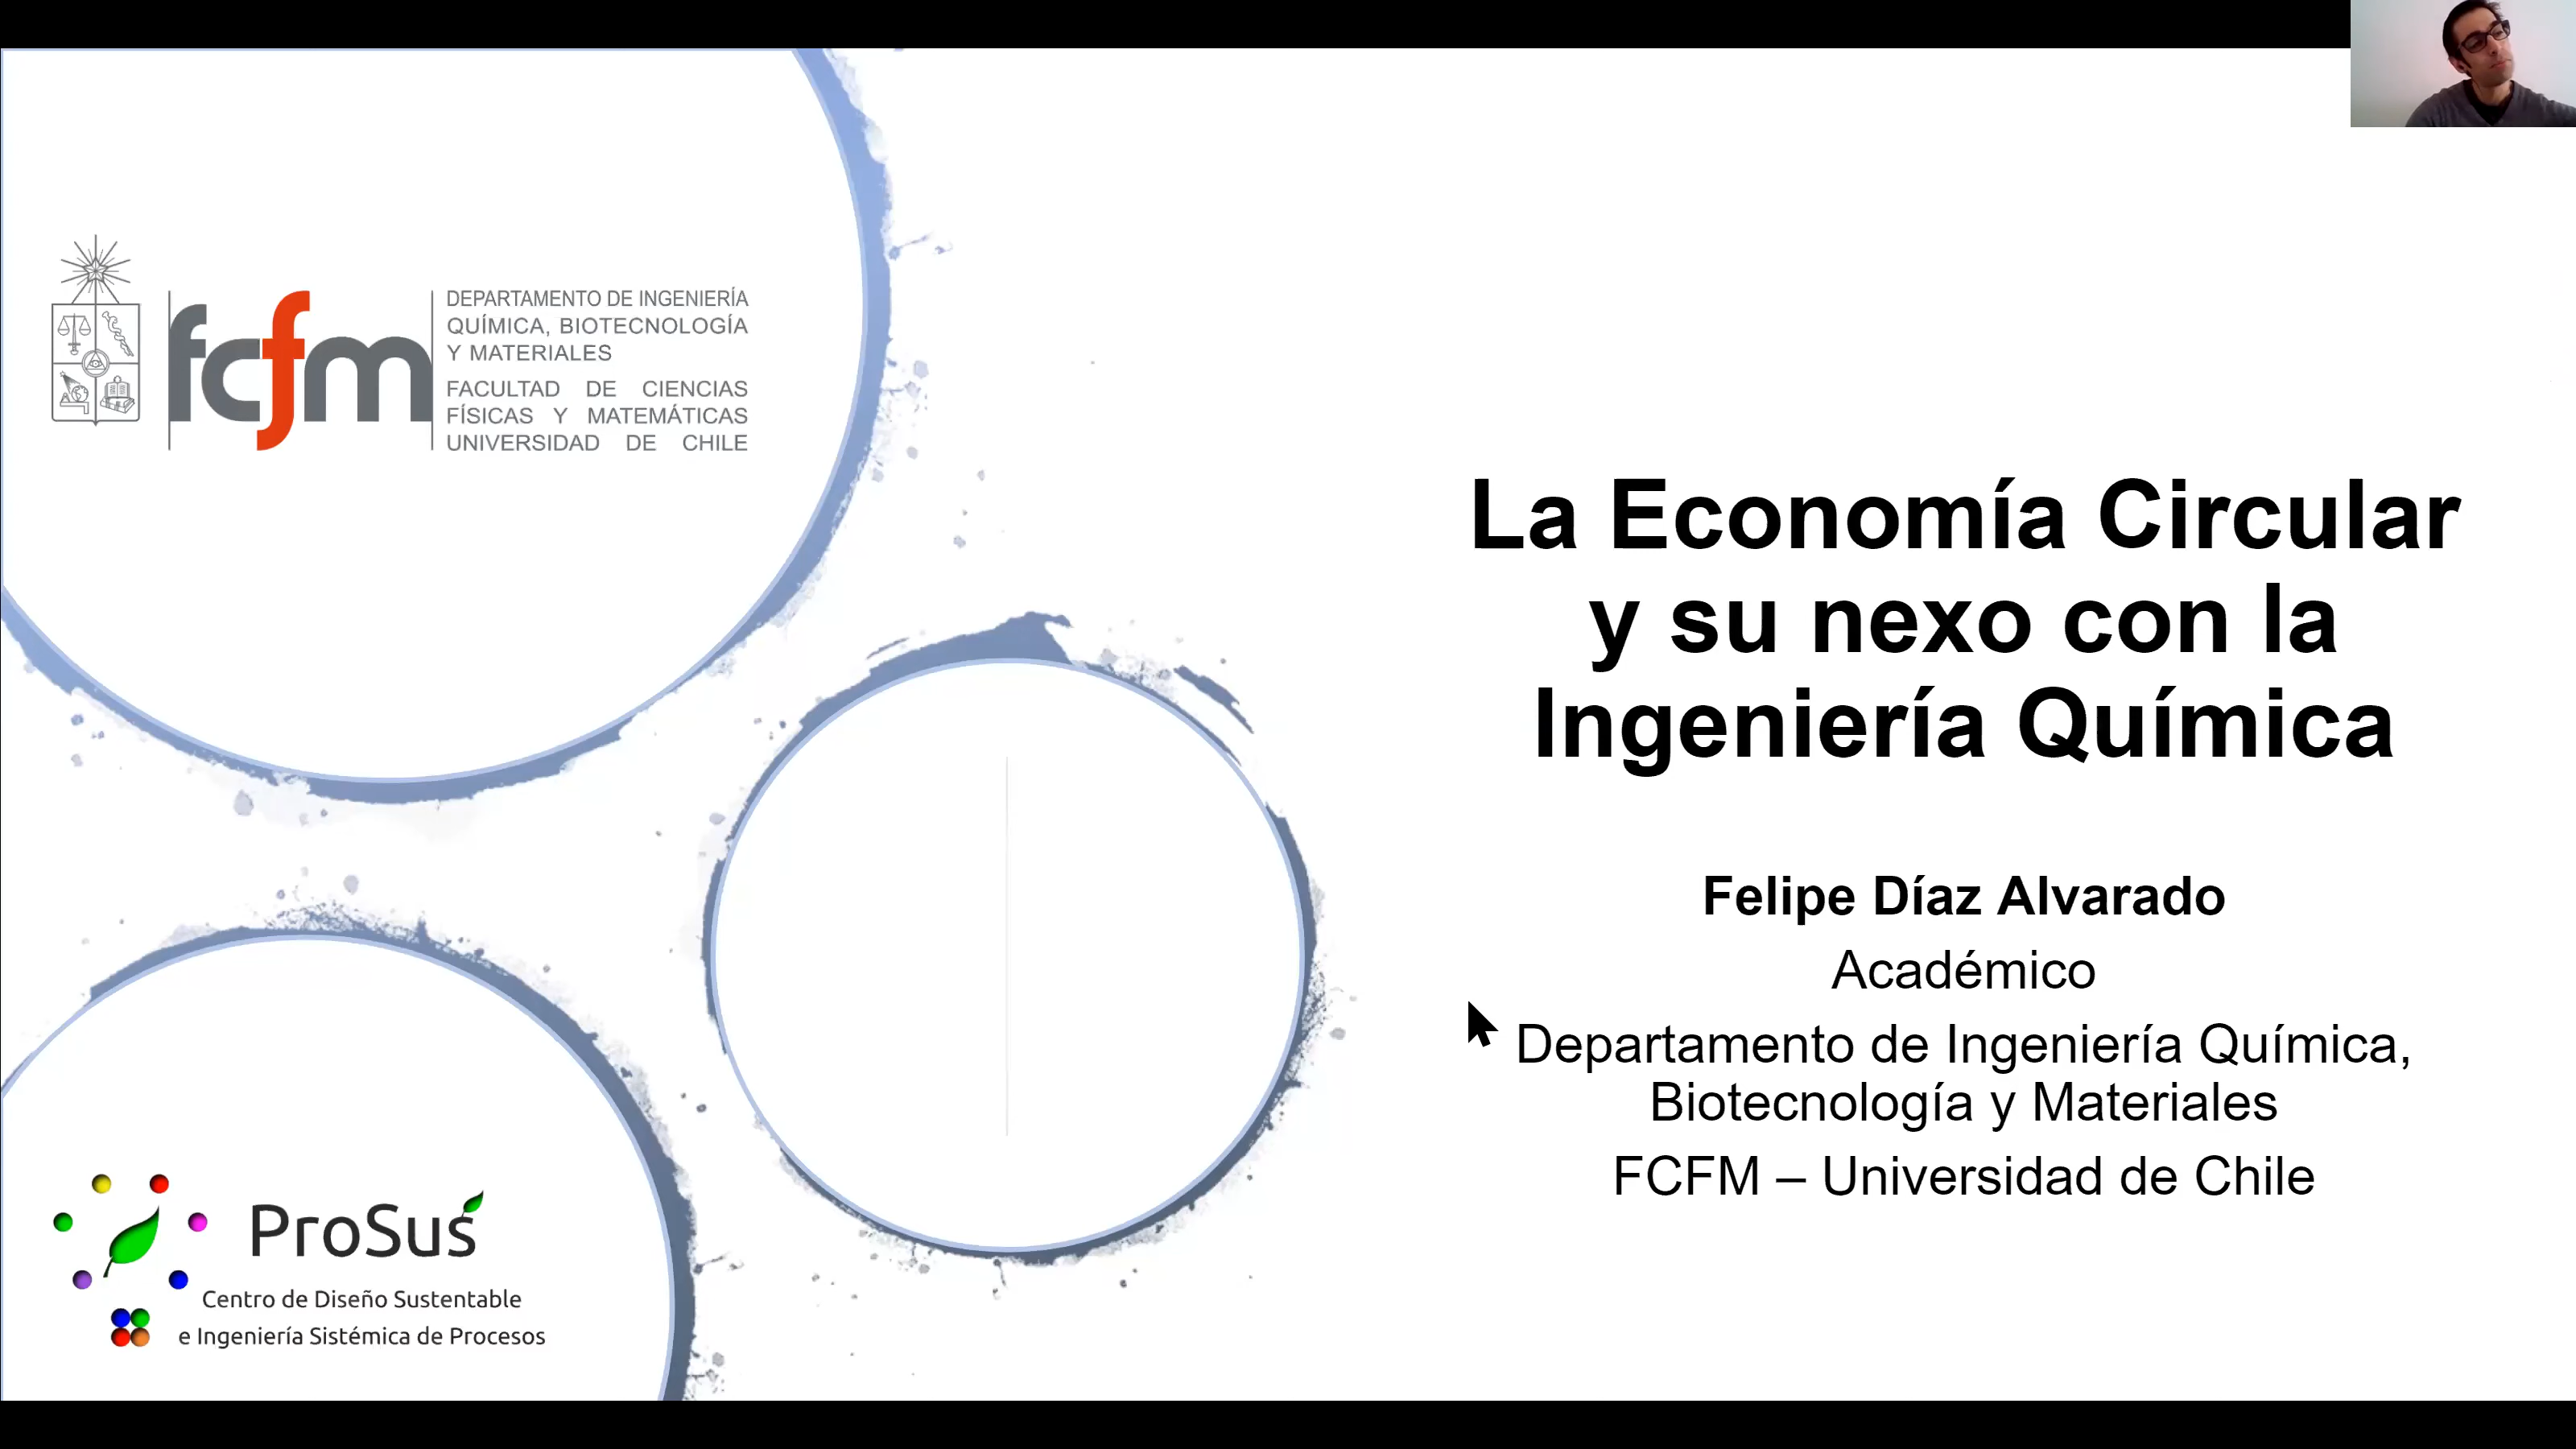 fcfm
DEPARTAMENTO DE INGENIERÍA
QUÍMICA, BIOTECNOLOGÍA
Y MATERIALES
FACULTAD DE CIENCIAS
FÍSICAS Y MATEMÁTICAS
UNIVERSIDAD DE CHILE
La Economía Circular
y su nexo con la
Ingeniería Química
Felipe Díaz Alvarado
Académico
Departamento de Ingeniería Química,
Biotecnología y Materiales
FCFM – Universidad de Chile
ProSus
Centro de Diseño Sustentable
e Ingeniería Sistémica de Procesos